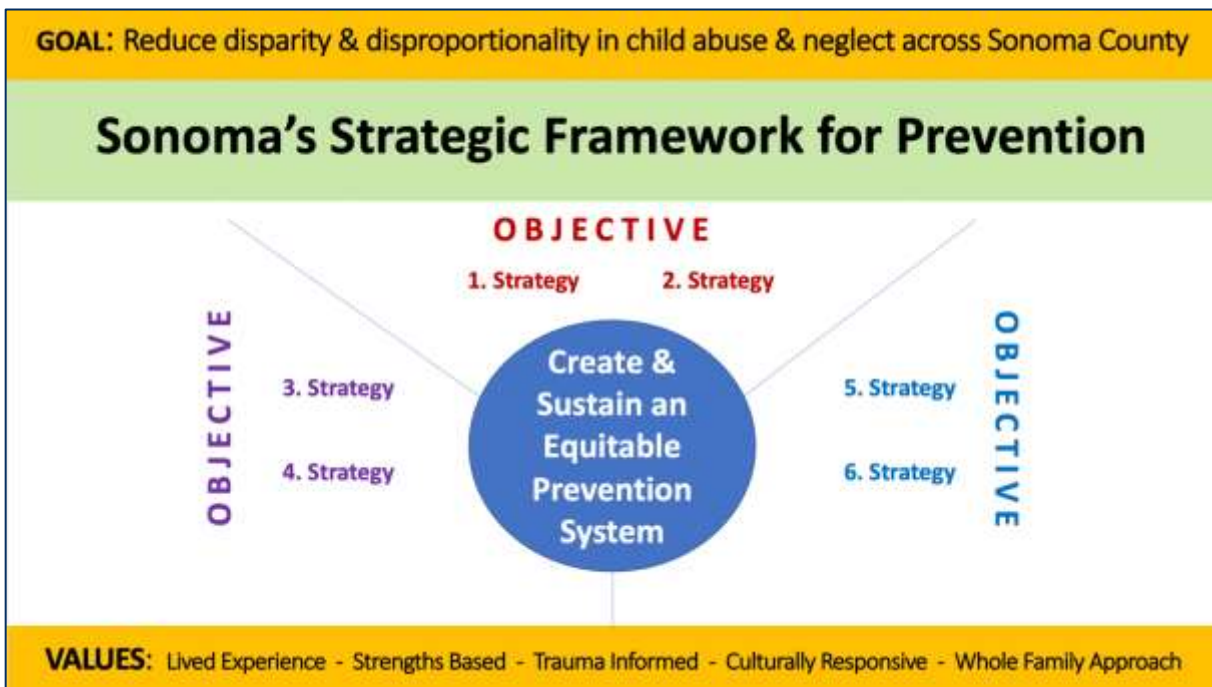 GOAL: Reduce disparity & disproportionality in child abuse & neglect across Sonoma County
Sonoma's Strategic Framework for Prevention
OBJECTIVE
1. Strategy
2. Strategy
OBJECTIVE
3. Strategy
4. Strategy
Create &
Sustain an
Equitable
Prevention
System
5. Strategy
6. Strategy
OBJECTIVE
VALUES: Lived Experience - Strengths Based - Trauma Informed - Culturally Responsive - Whole Family Approach